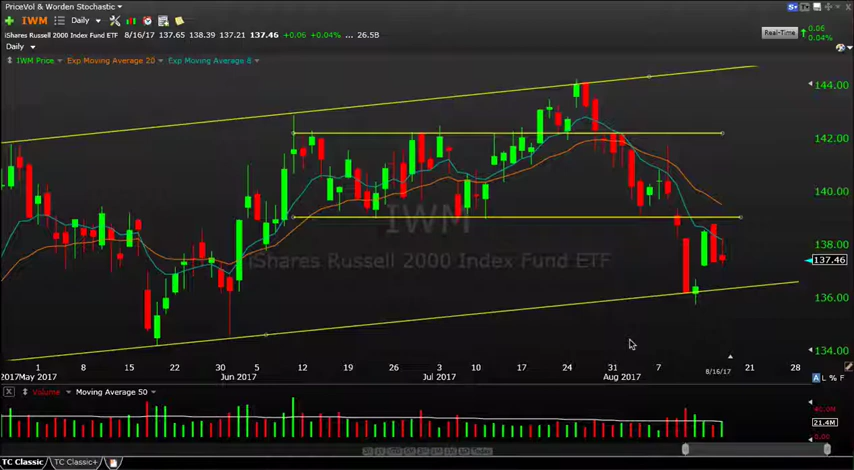 PriceVol & Worden Stochastic
IWM Daily
iShares Russell 2000 Index Fund ETF 8/16/17 137.65 138.39 137.21 137.46 +0.06 +0.04% ... 26.5B
Real-Time
0.06
0.04%
Daily
IWM Price Exp Moving Average 20 Exp Moving Average 8
144.00
142.00
140.00
138.00
137.46
136.00
134.00
IWM
iShares Russell 2000 Index Fund ETF
2017 May 2017 1 8 15 22 Jun 2017 5 12 19 26 Jul 2017 3 10 17 24 Aug 2017 31 7 8/16/17 21 28
A L % F
X Volume Moving Average 50
40.0M
21.4M
0.00
TC Classic TC Classic+